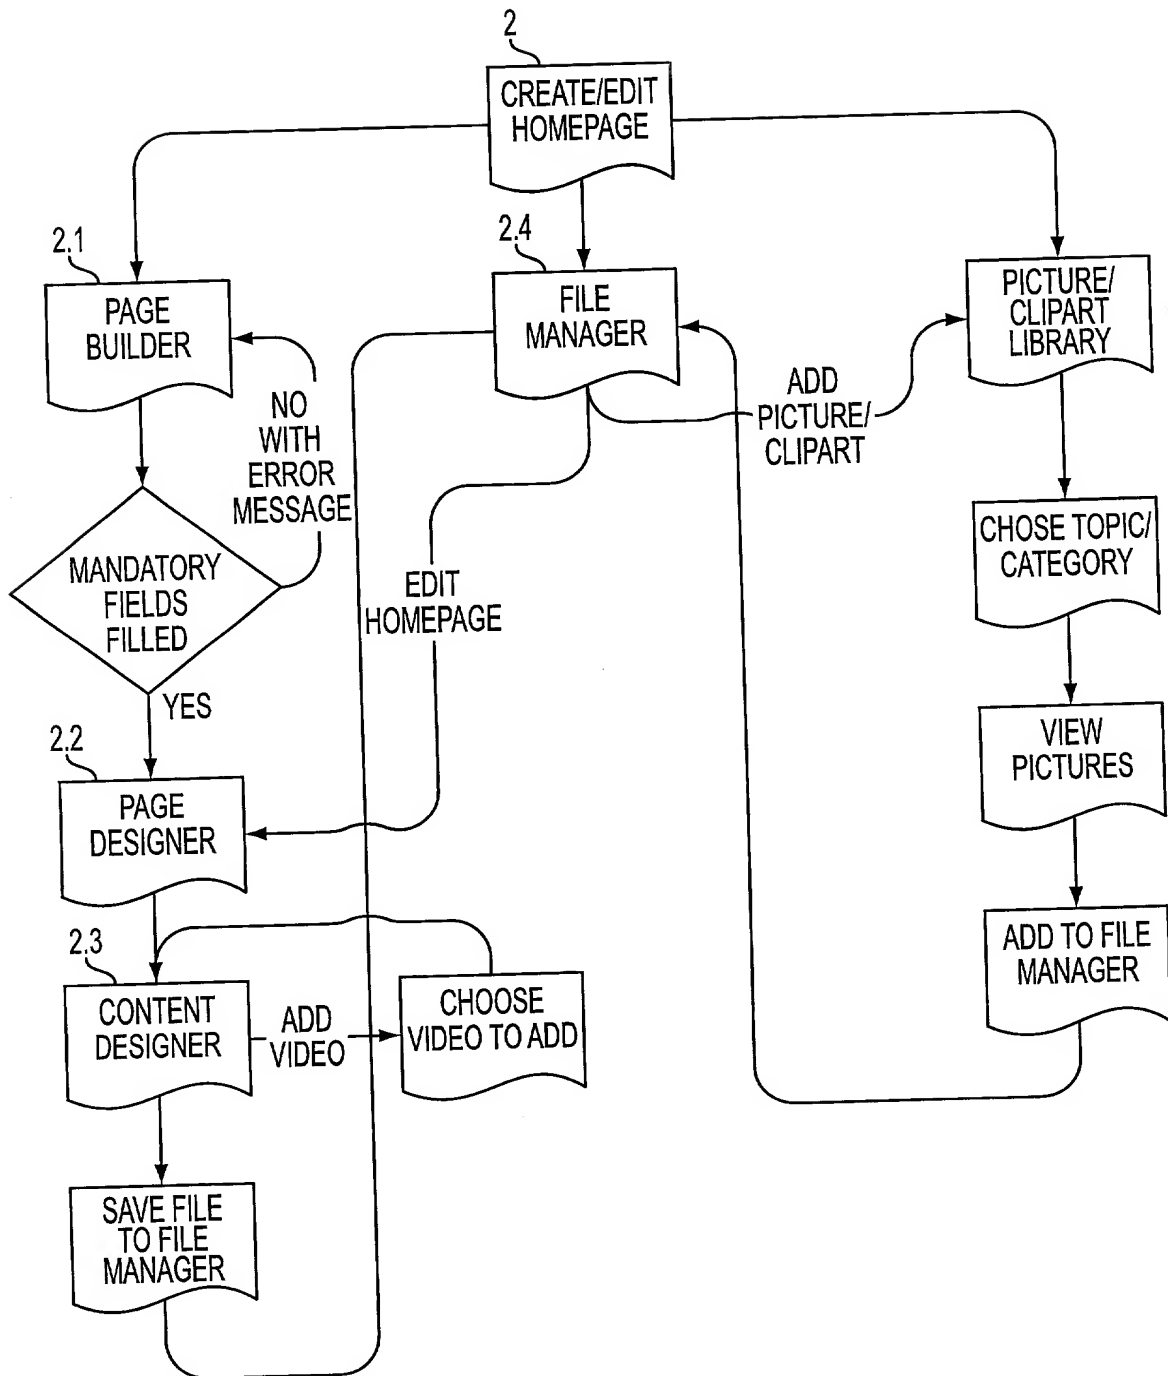 2
CREATE/EDIT
HOMEPAGE
2.1
PAGE
BUILDER
2.4
FILE
MANAGER
PICTURE/
CLIPART
LIBRARY
NO
WITH
ERROR
MESSAGE
ADD
PICTURE/
CLIPART
MANDATORY
FIELDS
FILLED
EDIT
HOMEPAGE
CHOSE TOPIC/
CATEGORY
YES
2.2
PAGE
DESIGNER
VIEW
PICTURES
2.3
CONTENT
DESIGNER
ADD
VIDEO
CHOOSE
VIDEO TO ADD
ADD TO FILE
MANAGER
SAVE FILE
TO FILE
MANAGER